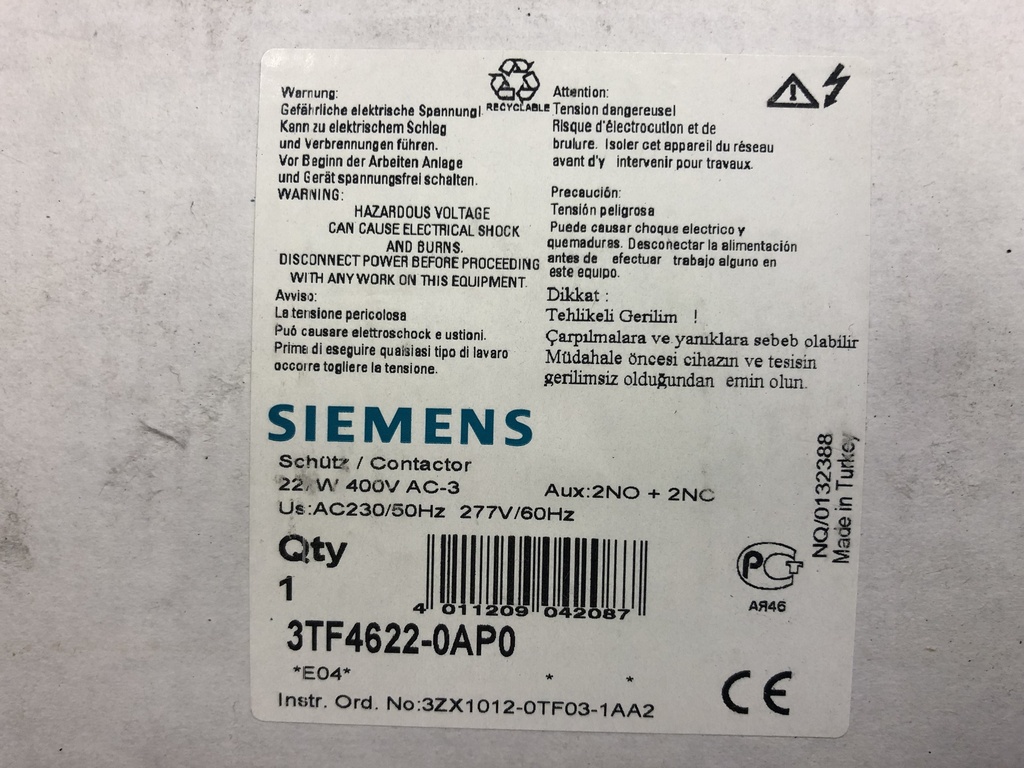 Warnung:
Gefährliche elektrische Spannung!
Kann zu elektrischem Schlag
und Verbrennungen führen.
Vor Beginn der Arbeiten Anlage
und Gerät spannungsfrei schalten.
WARNING:
HAZARDOUS VOLTAGE
CAN CAUSE ELECTRICAL SHOCK
AND BURNS.
DISCONNECT POWER BEFORE PROCEEDING
WITH ANY WORK ON THIS EQUIPMENT.
Avviso:
La tensione pericolosa
Puó causare elettroschock e ustioni.
Prima di eseguire qualsiasi tipo di lavaro
occorre togliere la tensione.
RECYCLABLE
Attention:
Tension dangereusel
Risque d'électrocution et de
brulure. Isoler cet appareil du réseau
avant d'y intervenir pour travaux.
Precaución:
Tensión peligrosa
Puede causar choque electrico y
quemaduras. Desconectar la alimentación
antes de efectuar trabajo alguno en
este equipo.
Dikkat :
Tehlikeli Gerilim !
Çarpılmalara ve yanıklara sebeb olabilir
Müdahale öncesi cihazın ve tesisin
gerilimsiz olduğundan emin olun.
SIEMENS
Schütz / Contactor
400V AC-3
Aux:2NO + 2NC
Us:AC230/50Hz 277V/60Hz
Qty
1
4 011209 042087
3TF4622-0AP0
*E04* * *
Instr. Ord. No:3ZX1012-0TF03-1AA2
NQ/0132388
Made in Turkey
РСТ
АЯ46
CE